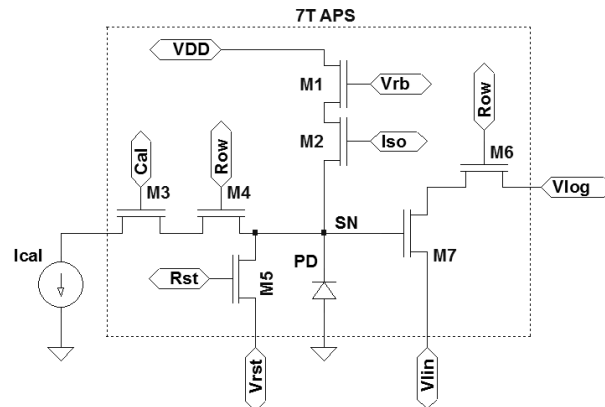 7T APS
VDD
M1
Vrb
M2
Iso
Row
M6
Vlog
Cal
M3
Row
M4
SN
M7
Ical
Rst
M5
PD
Vrst
Vlin